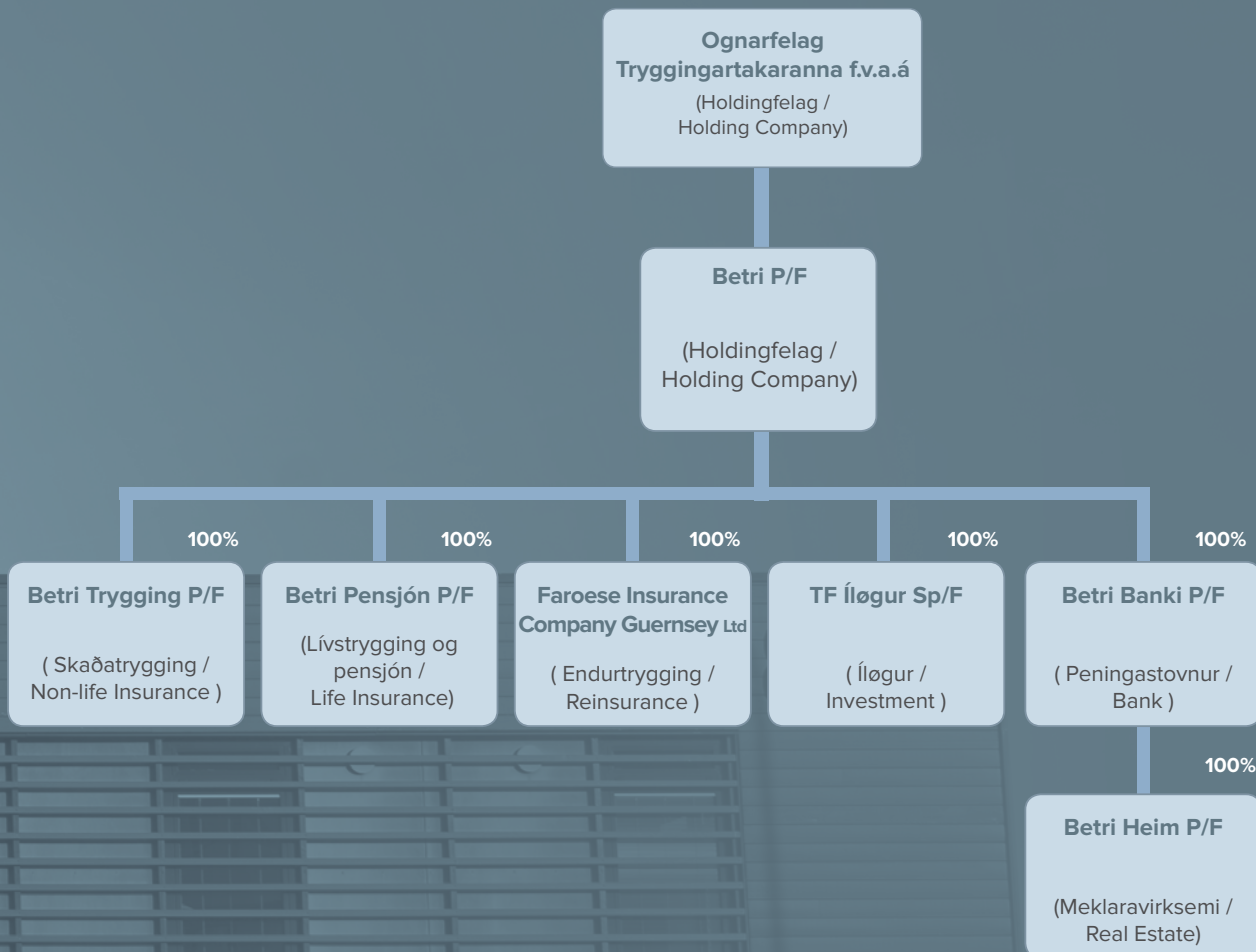 Ognarfelag
Tryggingartakaranna f.v.a.á
(Holdingfelag /
Holding Company)
Betri P/F
(Holdingfelag /
Holding Company)
100%
100%
100%
100%
100%
Betri Trygging P/F
( Skaðatrygging /
Non-life Insurance )
Betri Pensjón P/F
(Lívstrygging og
pensjón /
Life Insurance)
Faroese Insurance
Company Guernsey Ltd
( Endurtrygging /
Reinsurance )
TF Íløgur Sp/F
( Íløgur /
Investment )
Betri Banki P/F
( Peningastovnur /
Bank )
100%
Betri Heim P/F
(Meklaravirksemi /
Real Estate)